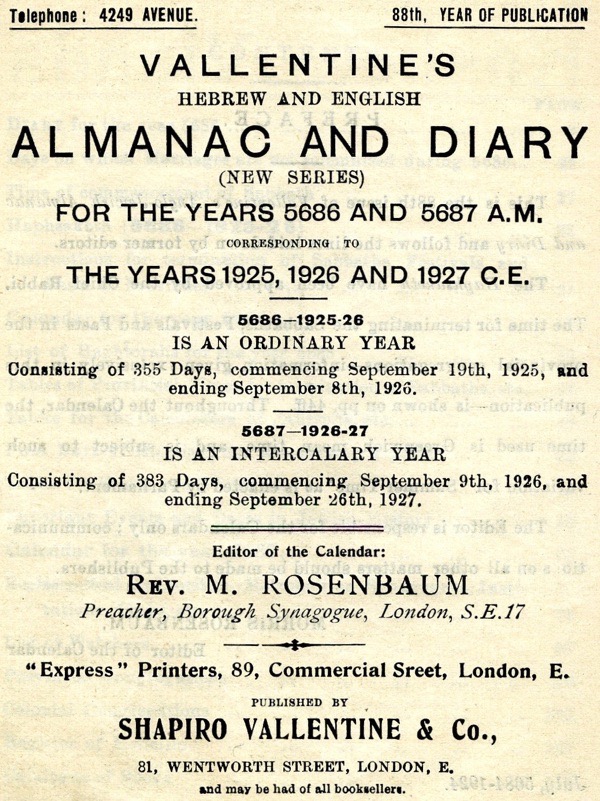 Telephone: 4249 AVENUE. 88th, YEAR OF PUBLICATION
VALLENTINE'S
HEBREW AND ENGLISH
ALMANAC AND DIARY
(NEW SERIES)
FOR THE YEARS 5686 AND 5687 A.M.
CORRESPONDING TO
THE YEARS 1925, 1926 AND 1927 C.E.
5686—1925-26
IS AN ORDINARY YEAR
Consisting of 355 Days, commencing September 19th, 1925, and
ending September 8th, 1926.
5687—1926-27
IS AN INTERCALARY YEAR
Consisting of 383 Days, commencing September 9th, 1926, and
ending September 26th, 1927.
Editor of the Calendar:
REV. M. ROSENBAUM
Preacher, Borough Synagogue, London, S.E.17
"Express" Printers, 89, Commercial Sreet, London, E.
PUBLISHED BY
SHAPIRO VALLENTINE & Co.,
81, WENTWORTH STREET, LONDON, E.
and may be had of all booksellers.